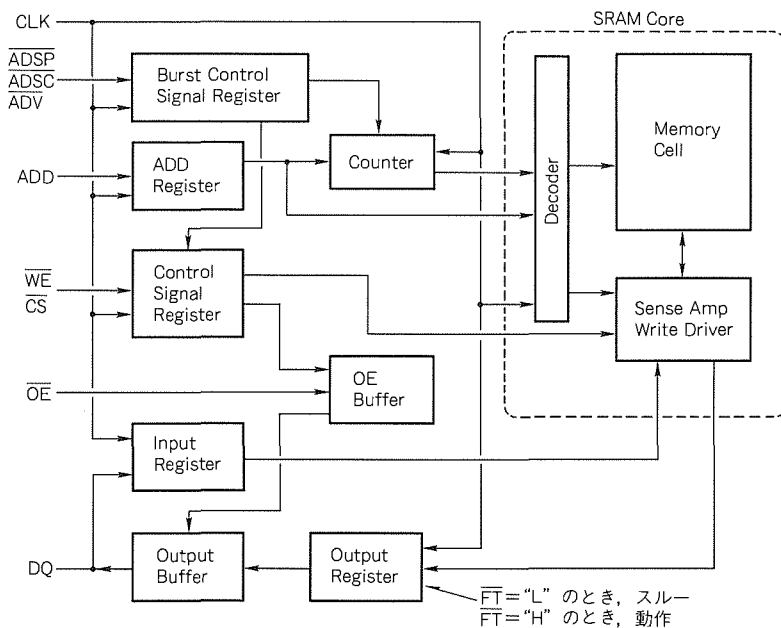 CLK
SRAM Core
ADSP
ADSC
ADV
Burst Control
Signal Register
Memory
Cell
ADD
ADD
Register
Counter
Decoder
WE
CS
Control
Signal
Register
Sense Amp
Write Driver
OE
OE
Buffer
Input
Register
DQ
Output
Buffer
Output
Register
FT="L" のとき，スルー
FT="H" のとき，動作